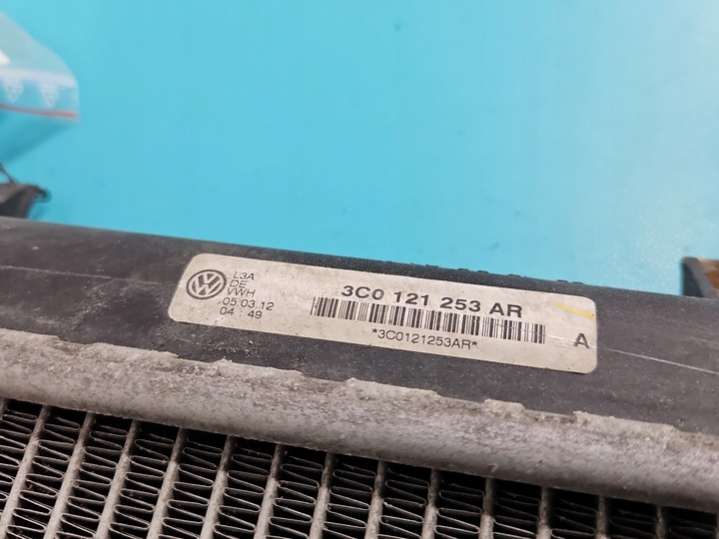 L3A
DE
VWH
05.03.12
04:49
3C0 121 253 AR
*3C0121253AR*
A